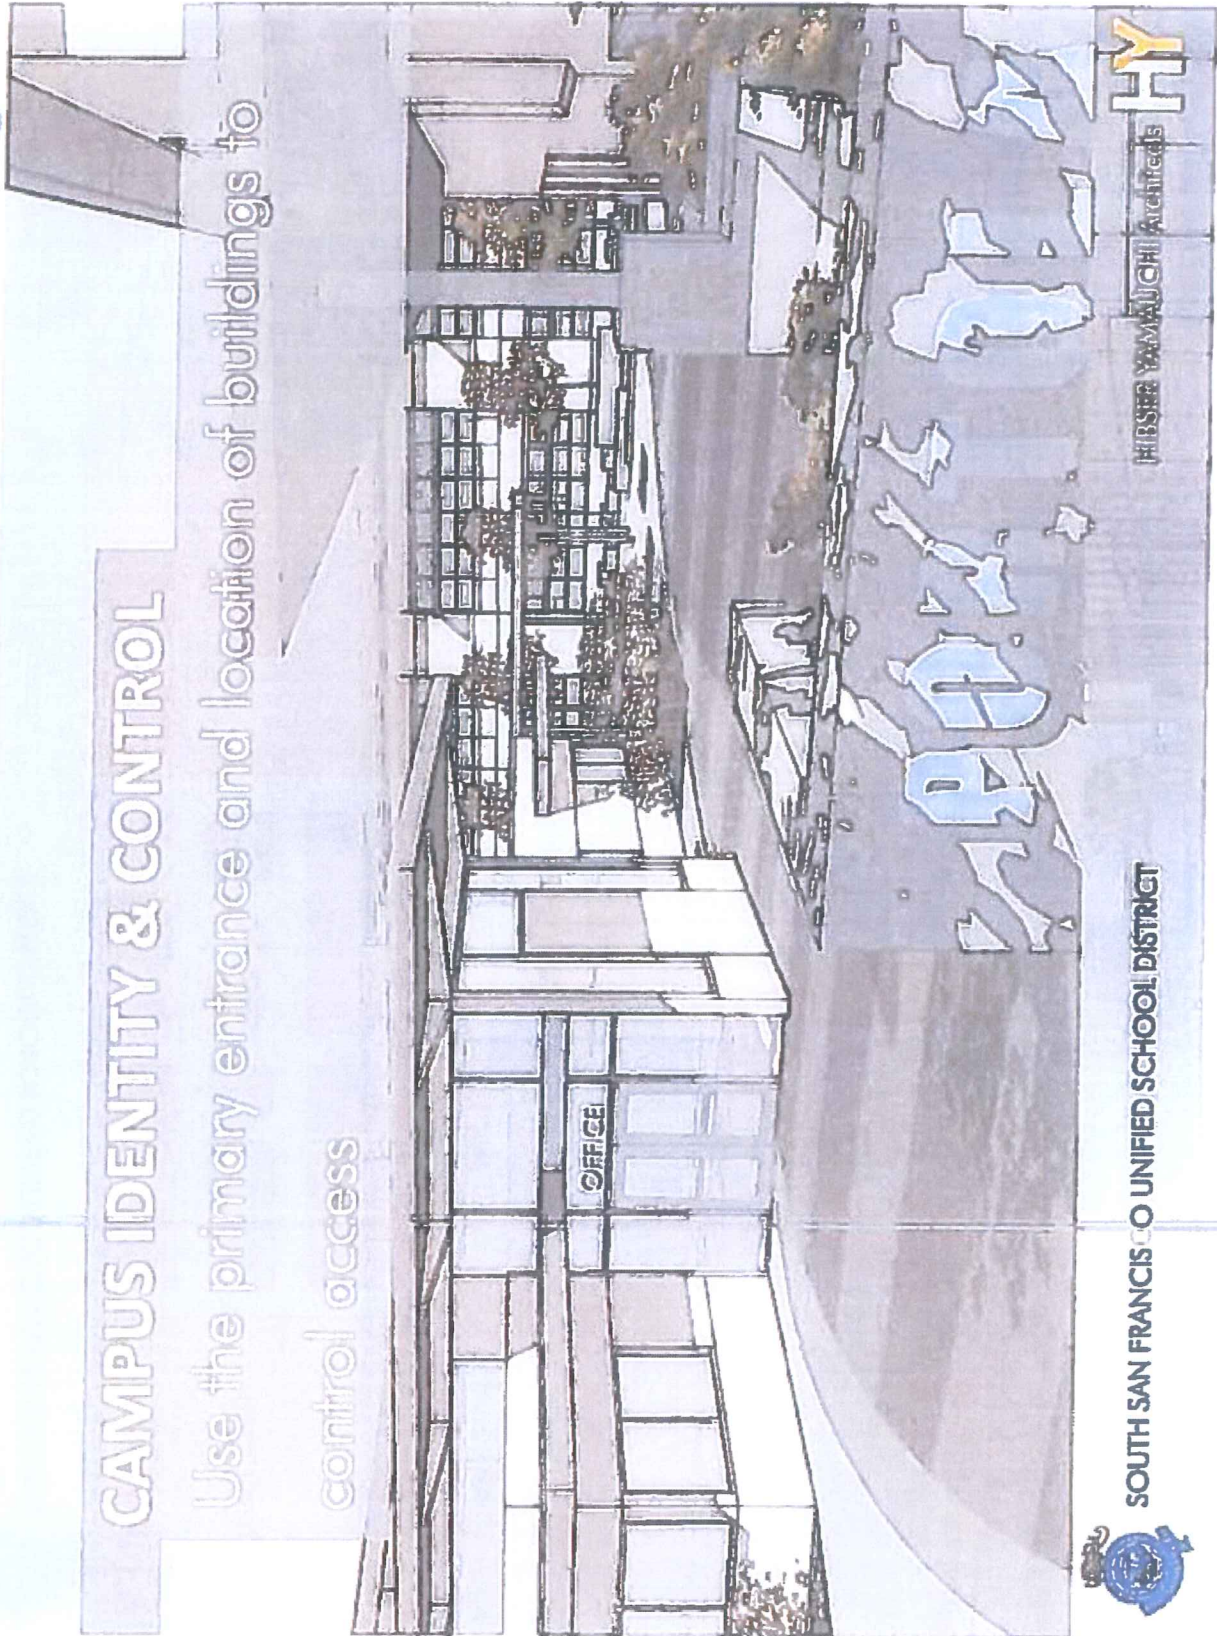 CAMPUS IDENTITY & CONTROL
Use the primary entrance and location of buildings to
control access
OFFICE
SOUTH SAN FRANCISCO UNIFIED SCHOOL DISTRICT
HIBSER YAMAUCHI Architects HY